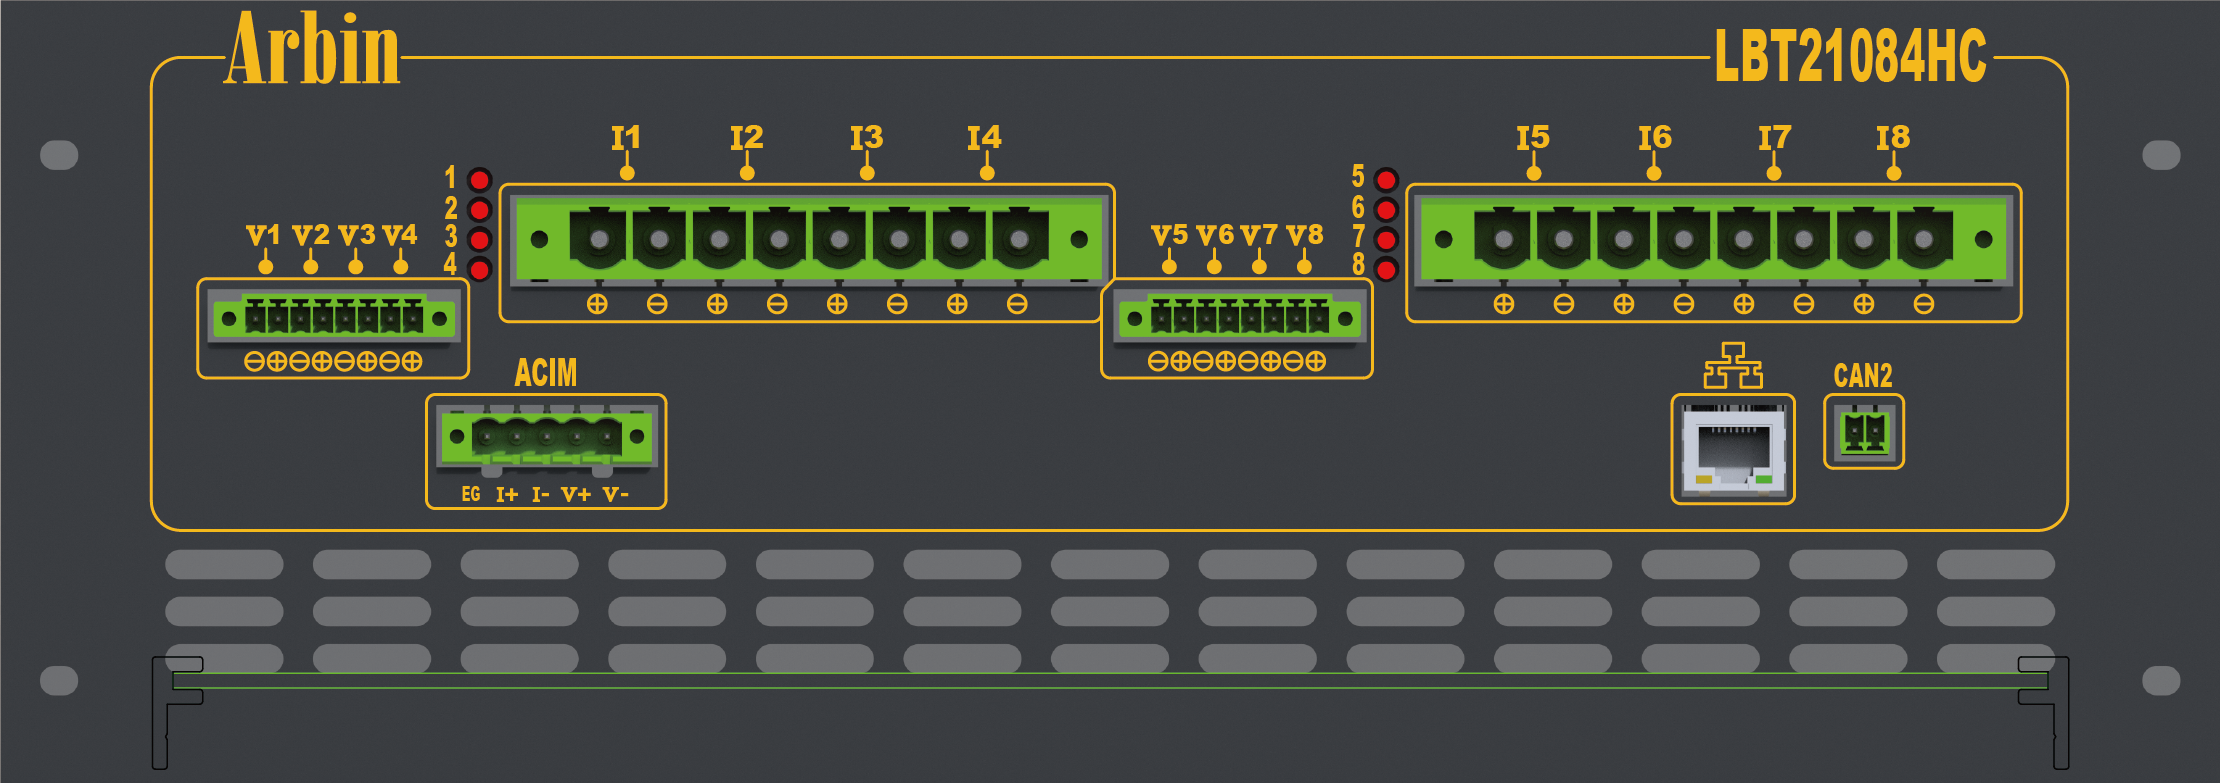 Arbin
LBT21084HC
I1 I2 I3 I4
I5 I6 I7 I8
1
2
3
4
5
6
7
8
V1 V2 V3 V4
V5 V6 V7 V8
⊕ ⊖ ⊕ ⊖ ⊕ ⊖ ⊕ ⊖
⊕ ⊖ ⊕ ⊖ ⊕ ⊖ ⊕ ⊖
⊖⊕⊖⊕⊖⊕⊖⊕
⊖⊕⊖⊕⊖⊕⊖⊕
ACIM
CAN2
EG I+ I- V+ V-